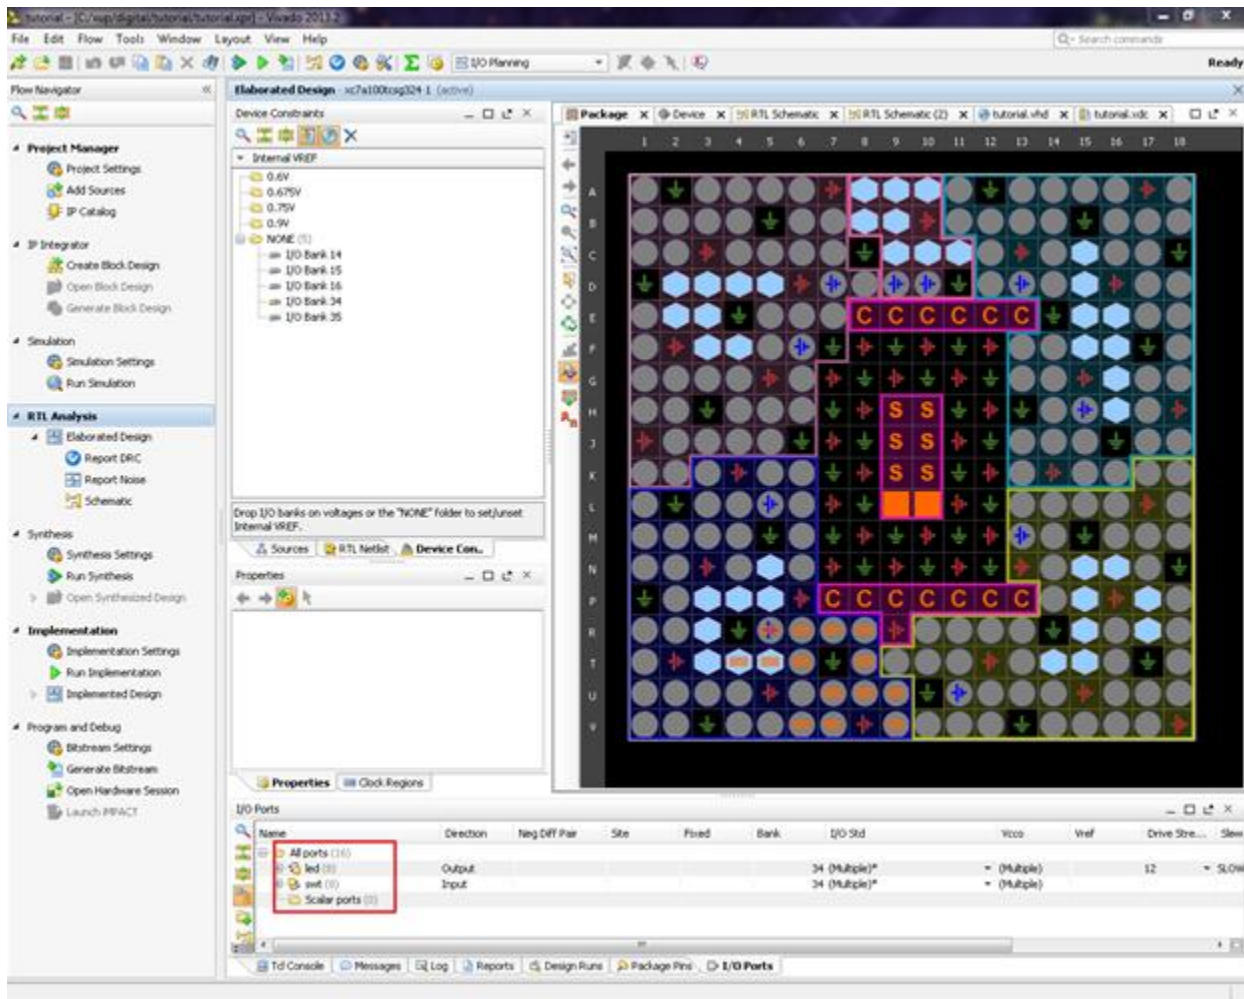 tutorial - [C:/xup/digital/tutorial/tutorial.xpr] - Vivado 2013.2
File Edit Flow Tools Window Layout View Help
Search commands
I/O Planning
Ready
Flow Navigator
Project Manager
Project Settings
Add Sources
IP Catalog
IP Integrator
Create Block Design
Open Block Design
Generate Block Design
Simulation
Simulation Settings
Run Simulation
RTL Analysis
Elaborated Design
Report DRC
Report Noise
Schematic
Synthesis
Synthesis Settings
Run Synthesis
Open Synthesized Design
Implementation
Implementation Settings
Run Implementation
Implemented Design
Program and Debug
Bitstream Settings
Generate Bitstream
Open Hardware Session
Launch iMPACT
Elaborated Design - xc7a100tcsg324-1 (active)
Device Constraints
Internal VREF
0.6V
0.675V
0.75V
0.9V
NONE (5)
I/O Bank 14
I/O Bank 15
I/O Bank 16
I/O Bank 34
I/O Bank 35
Drop I/O banks on voltages or the "NONE" folder to set/unset
Internal VREF.
Sources RTL Netlist Device Con...
Properties
Properties Clock Regions
Package Device RTL Schematic RTL Schematic (2) tutorial.vhd tutorial.xdc
1 2 3 4 5 6 7 8 9 10 11 12 13 14 15 16 17 18
A
B
C
D
E C C C C C C
F
G
H S S
J S S
K S S
L
M
N
P C C C C C C C
R
T
U
V
I/O Ports
Name Direction Neg Diff Pair Site Fixed Bank I/O Std Vcco Vref Drive Stre... Slew
All ports (16)
led (8) Output 34 (Multiple)* (Multiple) 12 SLOW
swt (8) Input 34 (Multiple)* (Multiple)
Scalar ports (0)
Tcl Console Messages Log Reports Design Runs Package Pins I/O Ports